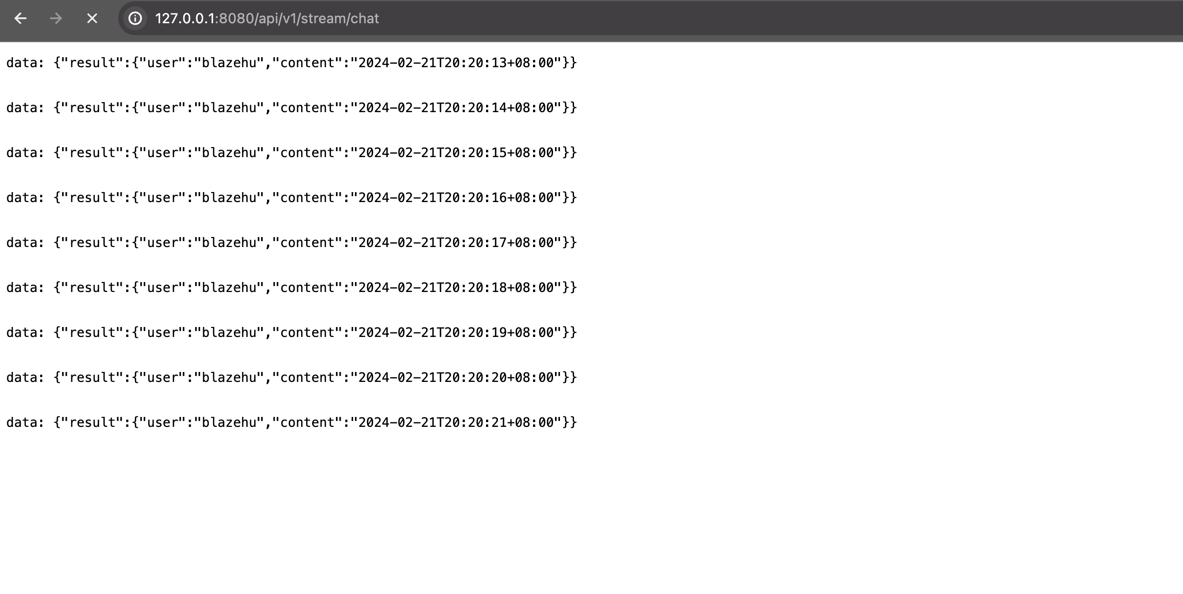 127.0.0.1:8080/api/v1/stream/chat
data: {"result":{"user":"blazehu","content":"2024-02-21T20:20:13+08:00"}}
data: {"result":{"user":"blazehu","content":"2024-02-21T20:20:14+08:00"}}
data: {"result":{"user":"blazehu","content":"2024-02-21T20:20:15+08:00"}}
data: {"result":{"user":"blazehu","content":"2024-02-21T20:20:16+08:00"}}
data: {"result":{"user":"blazehu","content":"2024-02-21T20:20:17+08:00"}}
data: {"result":{"user":"blazehu","content":"2024-02-21T20:20:18+08:00"}}
data: {"result":{"user":"blazehu","content":"2024-02-21T20:20:19+08:00"}}
data: {"result":{"user":"blazehu","content":"2024-02-21T20:20:20+08:00"}}
data: {"result":{"user":"blazehu","content":"2024-02-21T20:20:21+08:00"}}